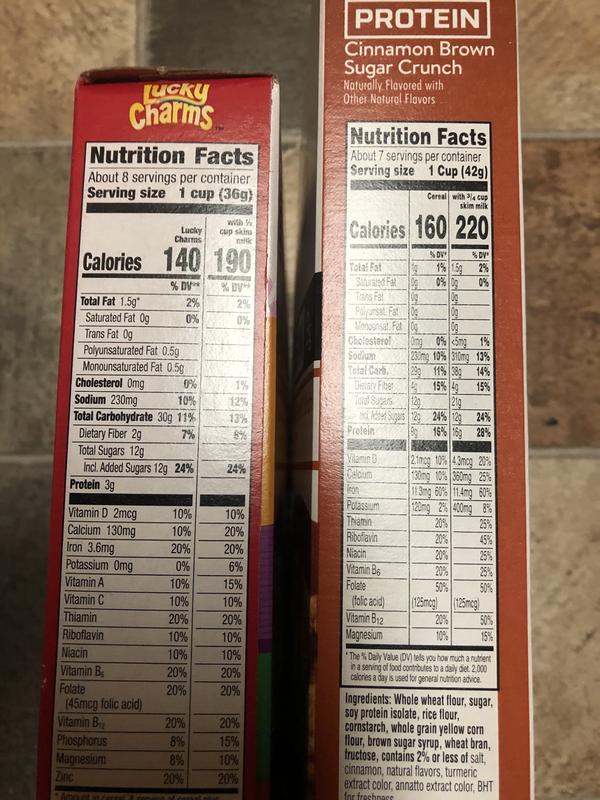 Lucky
Charms
Nutrition Facts
About 8 servings per container
Serving size 1 cup (36g)
Lucky Charms with cup skim milk
Calories 140 190
% DV** % DV**
Total Fat 1.5g* 2% 2%
Saturated Fat 0g 0% 0%
Trans Fat 0g
Polyunsaturated Fat 0.5g
Monounsaturated Fat 0.5g
Cholesterol 0mg 0% 1%
Sodium 230mg 10% 12%
Total Carbohydrate 30g 11% 13%
Dietary Fiber 2g 7% 8%
Total Sugars 12g
Incl. Added Sugars 12g 24% 24%
Protein 3g
Vitamin D 2mcg 10% 10%
Calcium 130mg 10% 20%
Iron 3.6mg 20% 20%
Potassium 0mg 0% 6%
Vitamin A 10% 15%
Vitamin C 10% 10%
Thiamin 20% 20%
Riboflavin 10% 20%
Niacin 10% 10%
Vitamin B6 20% 20%
Folate 20% 20%
(45mcg folic acid)
Vitamin B12 20% 20%
Phosphorus 8% 15%
Magnesium 8% 10%
Zinc 20% 20%
PROTEIN
Cinnamon Brown
Sugar Crunch
Naturally Flavored with
Other Natural Flavors
Nutrition Facts
About 7 servings per container
Serving size 1 Cup (42g)
Cereal with 3/4 cup skim milk
Calories 160 220
% DV* % DV*
Total Fat 1g 1% 1.5g 2%
Saturated Fat 0g 0% 0g 0%
Trans Fat 0g 0g
Polyunsat. Fat 0g 0g
Monounsat. Fat 0g 0g
Cholesterol 0mg 0% <5mg 1%
Sodium 230mg 10% 310mg 13%
Total Carb. 29g 11% 38g 14%
Dietary Fiber 4g 15% 4g 15%
Total Sugars 12g 21g
Incl. Added Sugars 12g 24% 12g 24%
Protein 9g 16% 16g 28%
Vitamin D 2.1mcg 10% 4.3mcg 20%
Calcium 130mg 10% 360mg 25%
Iron 11.3mg 60% 11.4mg 60%
Potassium 120mg 2% 400mg 8%
Thiamin 20% 25%
Riboflavin 20% 45%
Niacin 20% 25%
Vitamin B6 20% 25%
Folate 50% 50%
(folic acid) (125mcg) (125mcg)
Vitamin B12 20% 50%
Magnesium 10% 15%
*The % Daily Value (DV) tells you how much a nutrient
in a serving of food contributes to a daily diet. 2,000
calories a day is used for general nutrition advice.
Ingredients: Whole wheat flour, sugar,
soy protein isolate, rice flour,
cornstarch, whole grain yellow corn
flour, brown sugar syrup, wheat bran,
fructose, contains 2% or less of salt,
cinnamon, natural flavors, turmeric
extract color, annatto extract color, BHT
for freshness